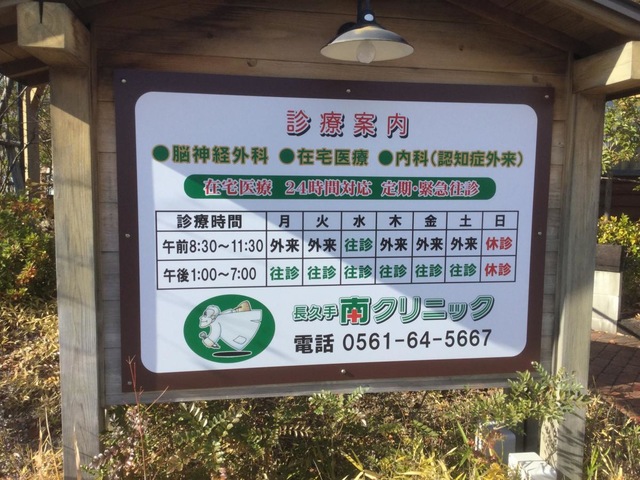 診療案内
●脳神経外科 ●在宅医療 ●内科(認知症外来)
在宅医療 24時間対応 定期・緊急往診
診療時間 月 火 水 木 金 土 日
午前8:30～11:30 外来 外来 往診 外来 外来 外来 休診
午後1:00～7:00 往診 往診 往診 往診 往診 往診 休診
長久手 南クリニック
電話 0561-64-5667